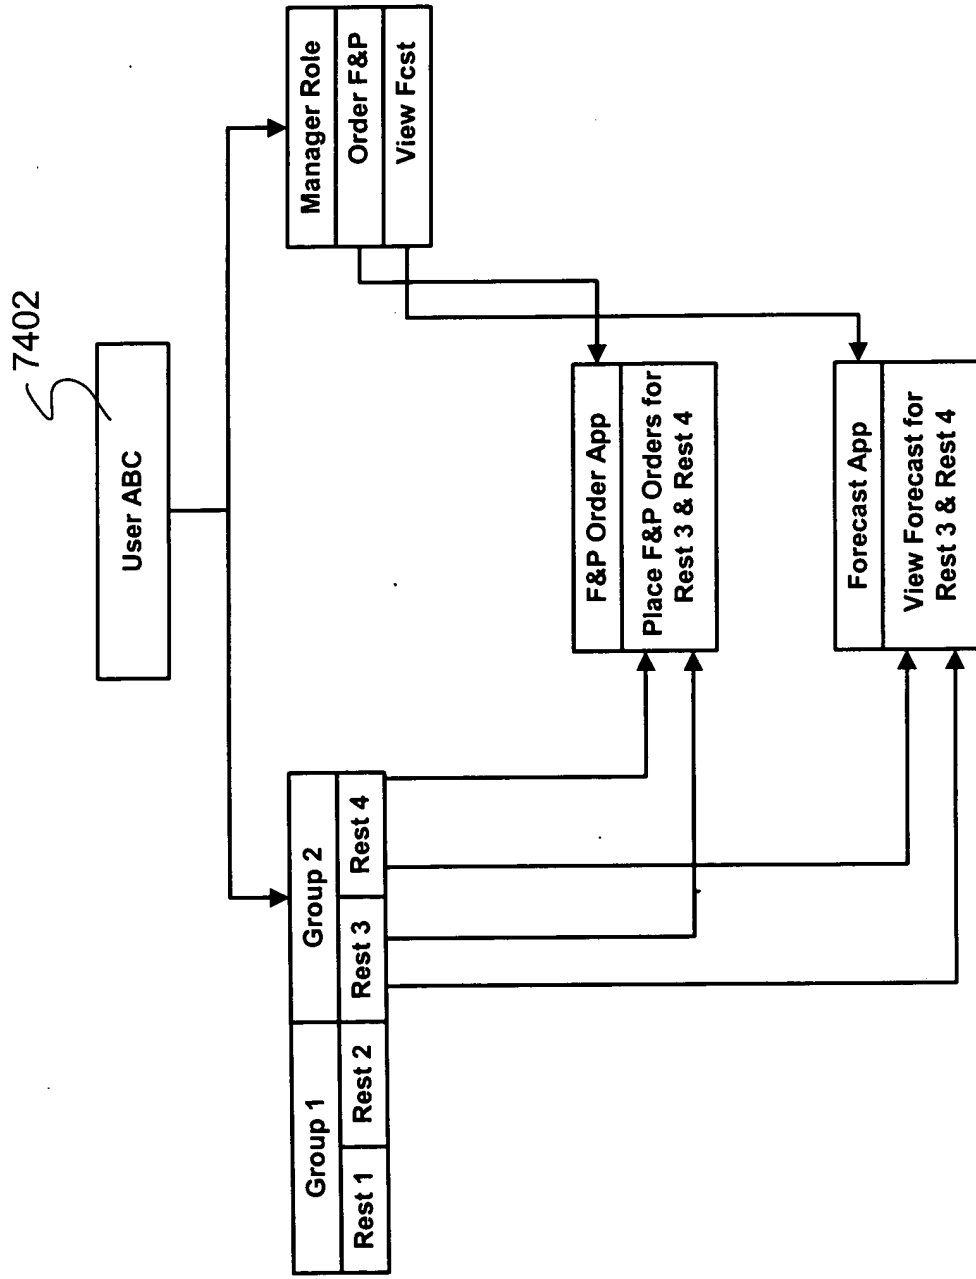 7402
User ABC
Group 1
Group 2
Rest 1
Rest 2
Rest 3
Rest 4
Manager Role
Order F&P
View Fcst
F&P Order App
Place F&P Orders for
Rest 3 & Rest 4
Forecast App
View Forecast for
Rest 3 & Rest 4